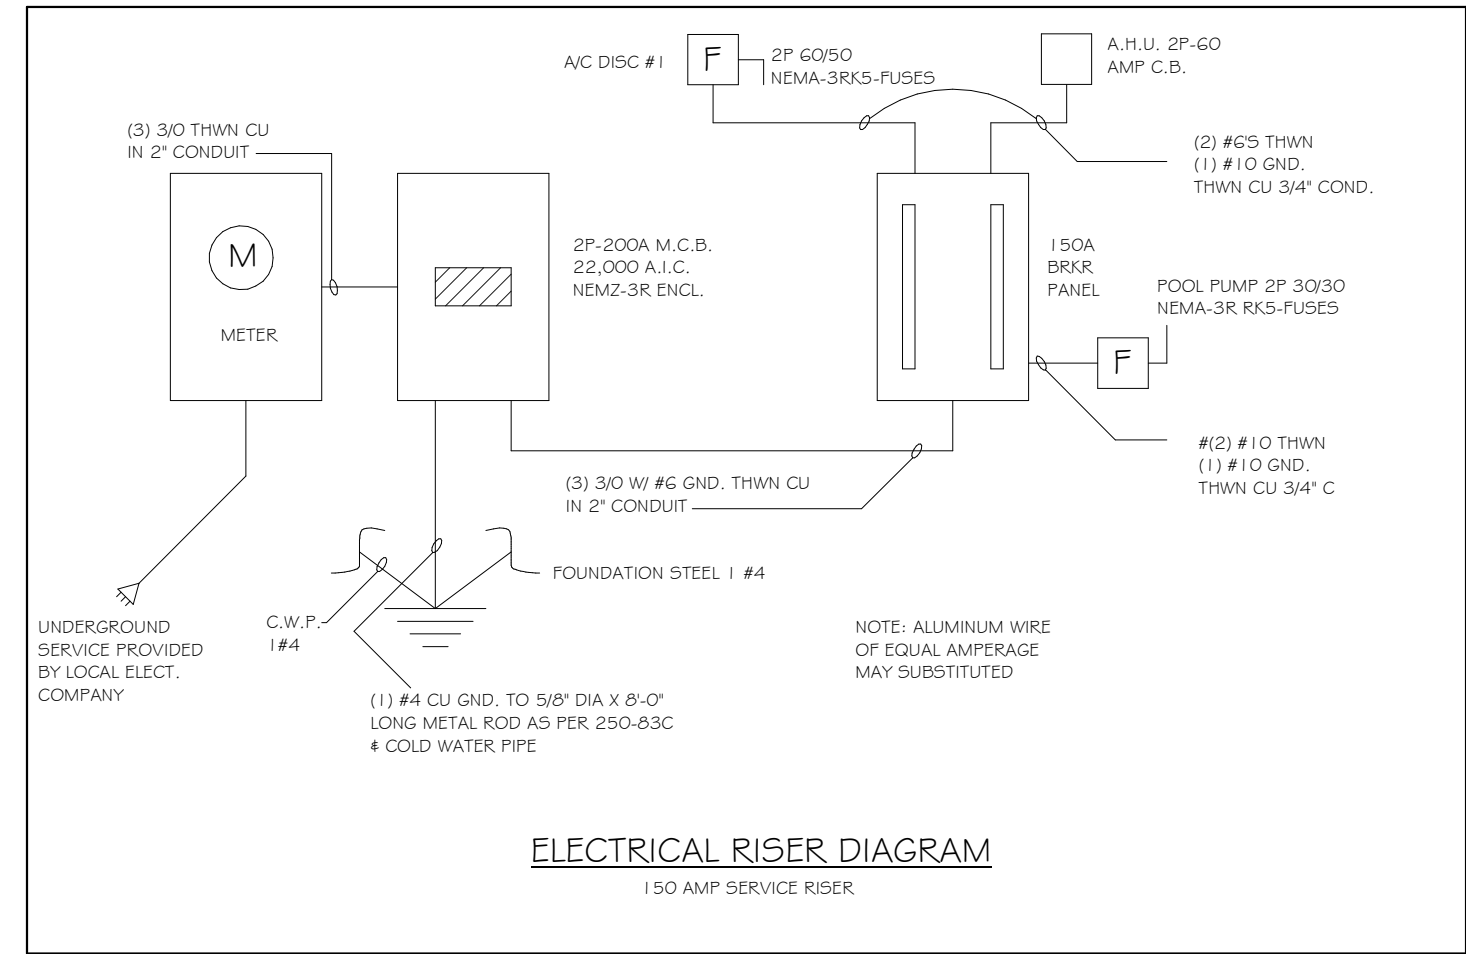 A/C DISC #1
F
2P 60/50
NEMA-3RK5-FUSES
A.H.U. 2P-60
AMP C.B.
(3) 3/0 THWN CU
IN 2" CONDUIT
(2) #6'S THWN
(1) #10 GND.
THWN CU 3/4" COND.
M
METER
2P-200A M.C.B.
22,000 A.I.C.
NEMZ-3R ENCL.
150A
BRKR
PANEL
POOL PUMP 2P 30/30
NEMA-3R RK5-FUSES
F
#(2) #10 THWN
(1) #10 GND.
THWN CU 3/4" C
(3) 3/0 W/ #6 GND. THWN CU
IN 2" CONDUIT
FOUNDATION STEEL 1 #4
C.W.P.
1#4
UNDERGROUND
SERVICE PROVIDED
BY LOCAL ELECT.
COMPANY
NOTE: ALUMINUM WIRE
OF EQUAL AMPERAGE
MAY SUBSTITUTED
(1) #4 CU GND. TO 5/8" DIA X 8'-0"
LONG METAL ROD AS PER 250-83C
& COLD WATER PIPE
ELECTRICAL RISER DIAGRAM
150 AMP SERVICE RISER